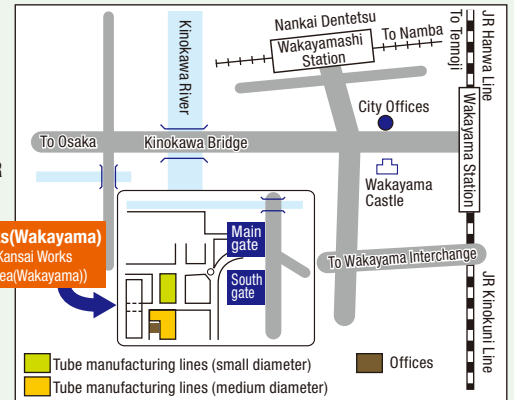 Nankai Dentetsu
To Namba
Wakayamashi
Station
JR Hanwa Line
To Tennoji
Kinokawa River
City Offices
To Osaka
Kinokawa Bridge
Wakayama Station
Wakayama
Castle
R
s(Wakayama)
Kansai Works
ea(Wakayama))
Main
gate
South
gate
To Wakayama Interchange
JR Kinokuni Line
Tube manufacturing lines (small diameter)
Offices
Tube manufacturing lines (medium diameter)